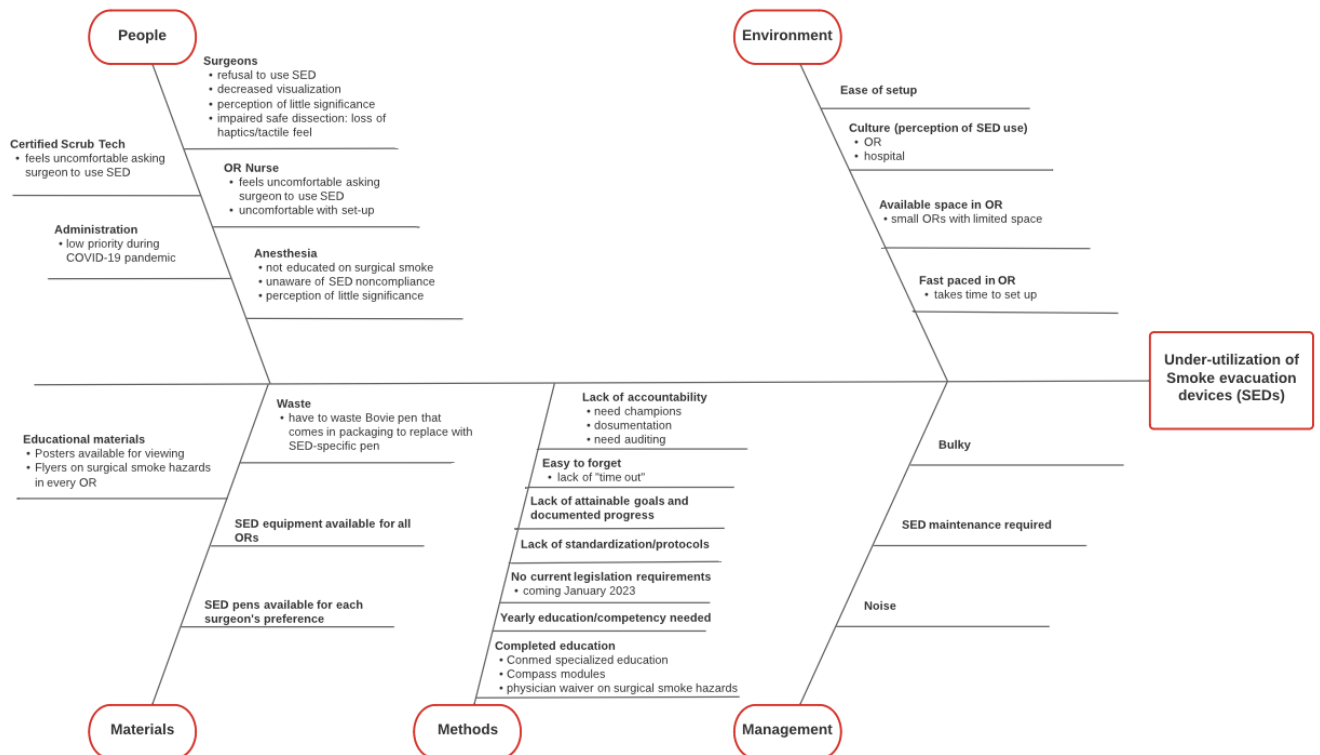 People
Surgeons
• refusal to use SED
• decreased visualization
• perception of little significance
• impaired safe dissection: loss of
haptics/tactile feel
Certified Scrub Tech
• feels uncomfortable asking
surgeon to use SED
OR Nurse
• feels uncomfortable asking
surgeon to use SED
• uncomfortable with set-up
Administration
• low priority during
COVID-19 pandemic
Anesthesia
• not educated on surgical smoke
• unaware of SED noncompliance
• perception of little significance
Environment
Ease of setup
Culture (perception of SED use)
• OR
• hospital
Available space in OR
• small ORs with limited space
Fast paced in OR
• takes time to set up
Under-utilization of
Smoke evacuation
devices (SEDs)
Waste
• have to waste Bovie pen that
comes in packaging to replace with
SED-specific pen
Educational materials
• Posters available for viewing
• Flyers on surgical smoke hazards
in every OR
SED equipment available for all
ORs
SED pens available for each
surgeon's preference
Materials
Lack of accountability
• need champions
• dosumentation
• need auditing
Easy to forget
• lack of "time out"
Lack of attainable goals and
documented progress
Lack of standardization/protocols
No current legislation requirements
• coming January 2023
Yearly education/competency needed
Completed education
• Conmed specialized education
• Compass modules
• physician waiver on surgical smoke hazards
Methods
Bulky
SED maintenance required
Noise
Management